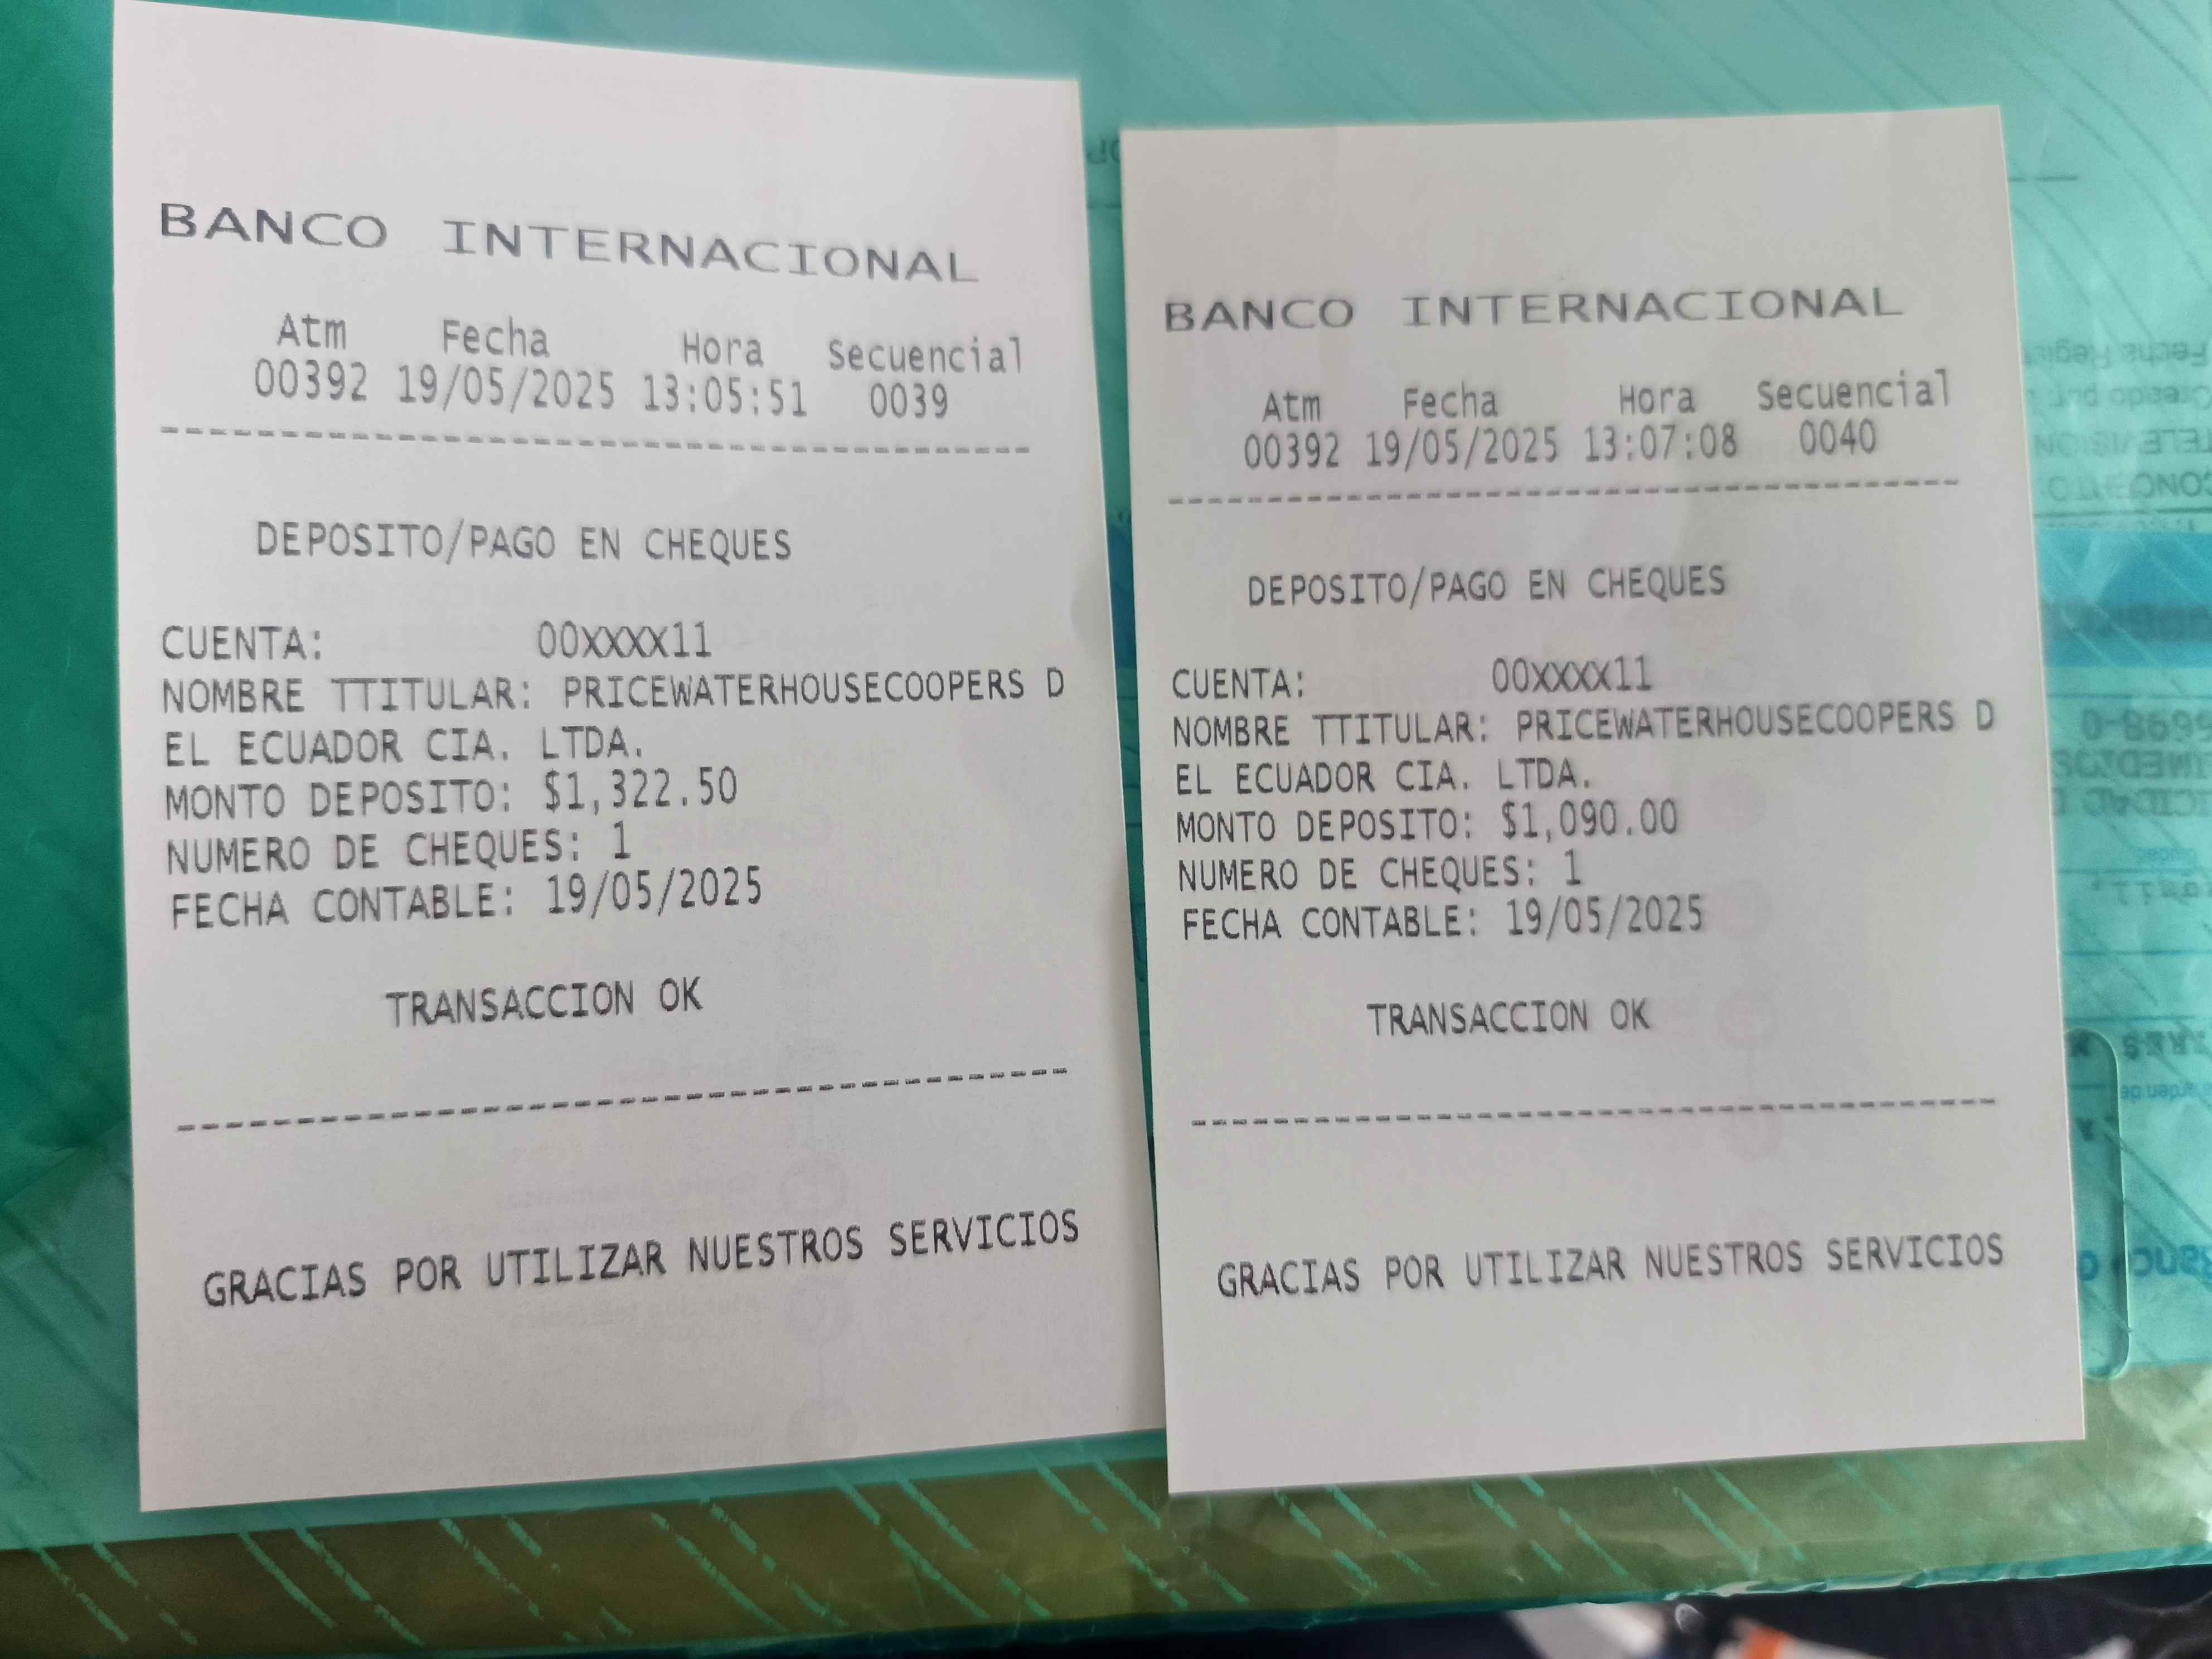 BANCO INTERNACIONAL
Atm Fecha Hora Secuencial
00392 19/05/2025 13:05:51 0039
DEPOSITO/PAGO EN CHEQUES
CUENTA: 00XXXX11
NOMBRE TTITULAR: PRICEWATERHOUSECOOPERS D
EL ECUADOR CIA. LTDA.
MONTO DEPOSITO: $1,322.50
NUMERO DE CHEQUES: 1
FECHA CONTABLE: 19/05/2025
TRANSACCION OK
GRACIAS POR UTILIZAR NUESTROS SERVICIOS
BANCO INTERNACIONAL
Atm Fecha Hora Secuencial
00392 19/05/2025 13:07:08 0040
DEPOSITO/PAGO EN CHEQUES
CUENTA: 00XXXX11
NOMBRE TTITULAR: PRICEWATERHOUSECOOPERS D
EL ECUADOR CIA. LTDA.
MONTO DEPOSITO: $1,090.00
NUMERO DE CHEQUES: 1
FECHA CONTABLE: 19/05/2025
TRANSACCION OK
GRACIAS POR UTILIZAR NUESTROS SERVICIOS